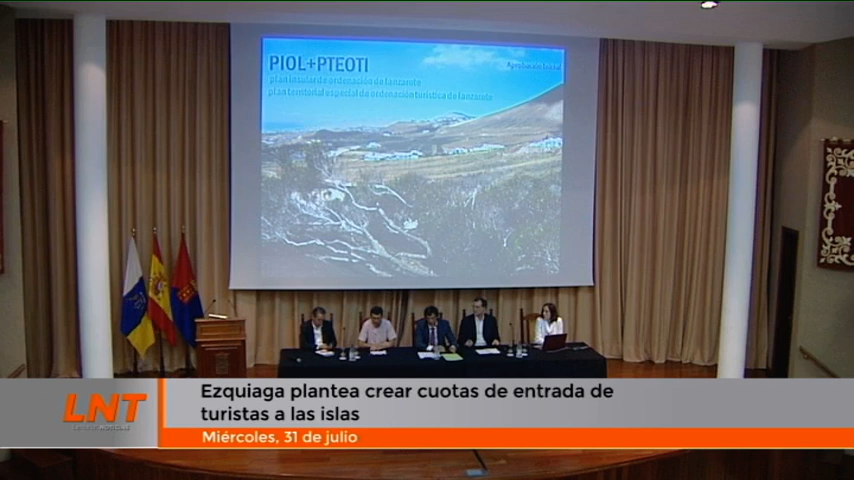 PIOL+PTEOTI
plan insular de ordenación de lanzarote
plan territorial especial de ordenación turística de lanzarote
LNT
Ezquiaga plantea crear cuotas de entrada de
turistas a las islas
Miércoles, 31 de julio